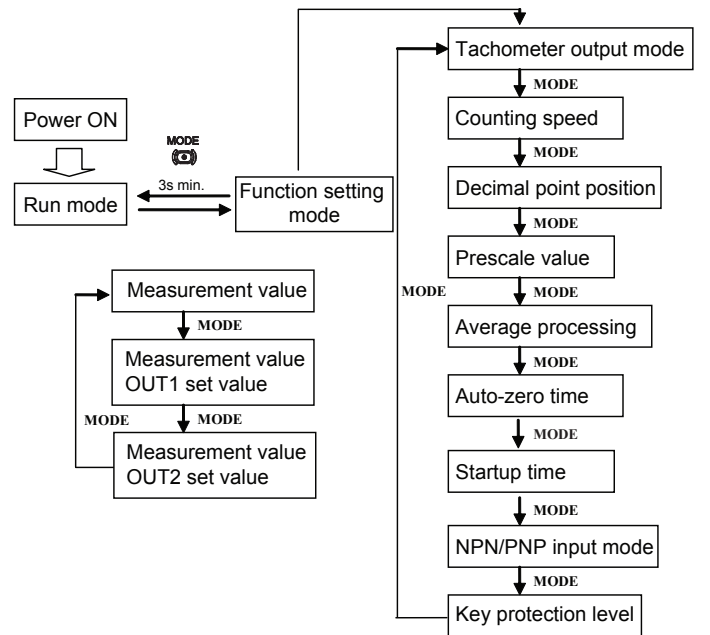 Power ON
Run mode
MODE
3s min.
Function setting
mode
Measurement value
MODE
Measurement value
OUT1 set value
MODE
MODE
Measurement value
OUT2 set value
Tachometer output mode
MODE
Counting speed
MODE
Decimal point position
MODE
Prescale value
MODE
MODE
Average processing
MODE
Auto-zero time
MODE
Startup time
MODE
NPN/PNP input mode
MODE
Key protection level